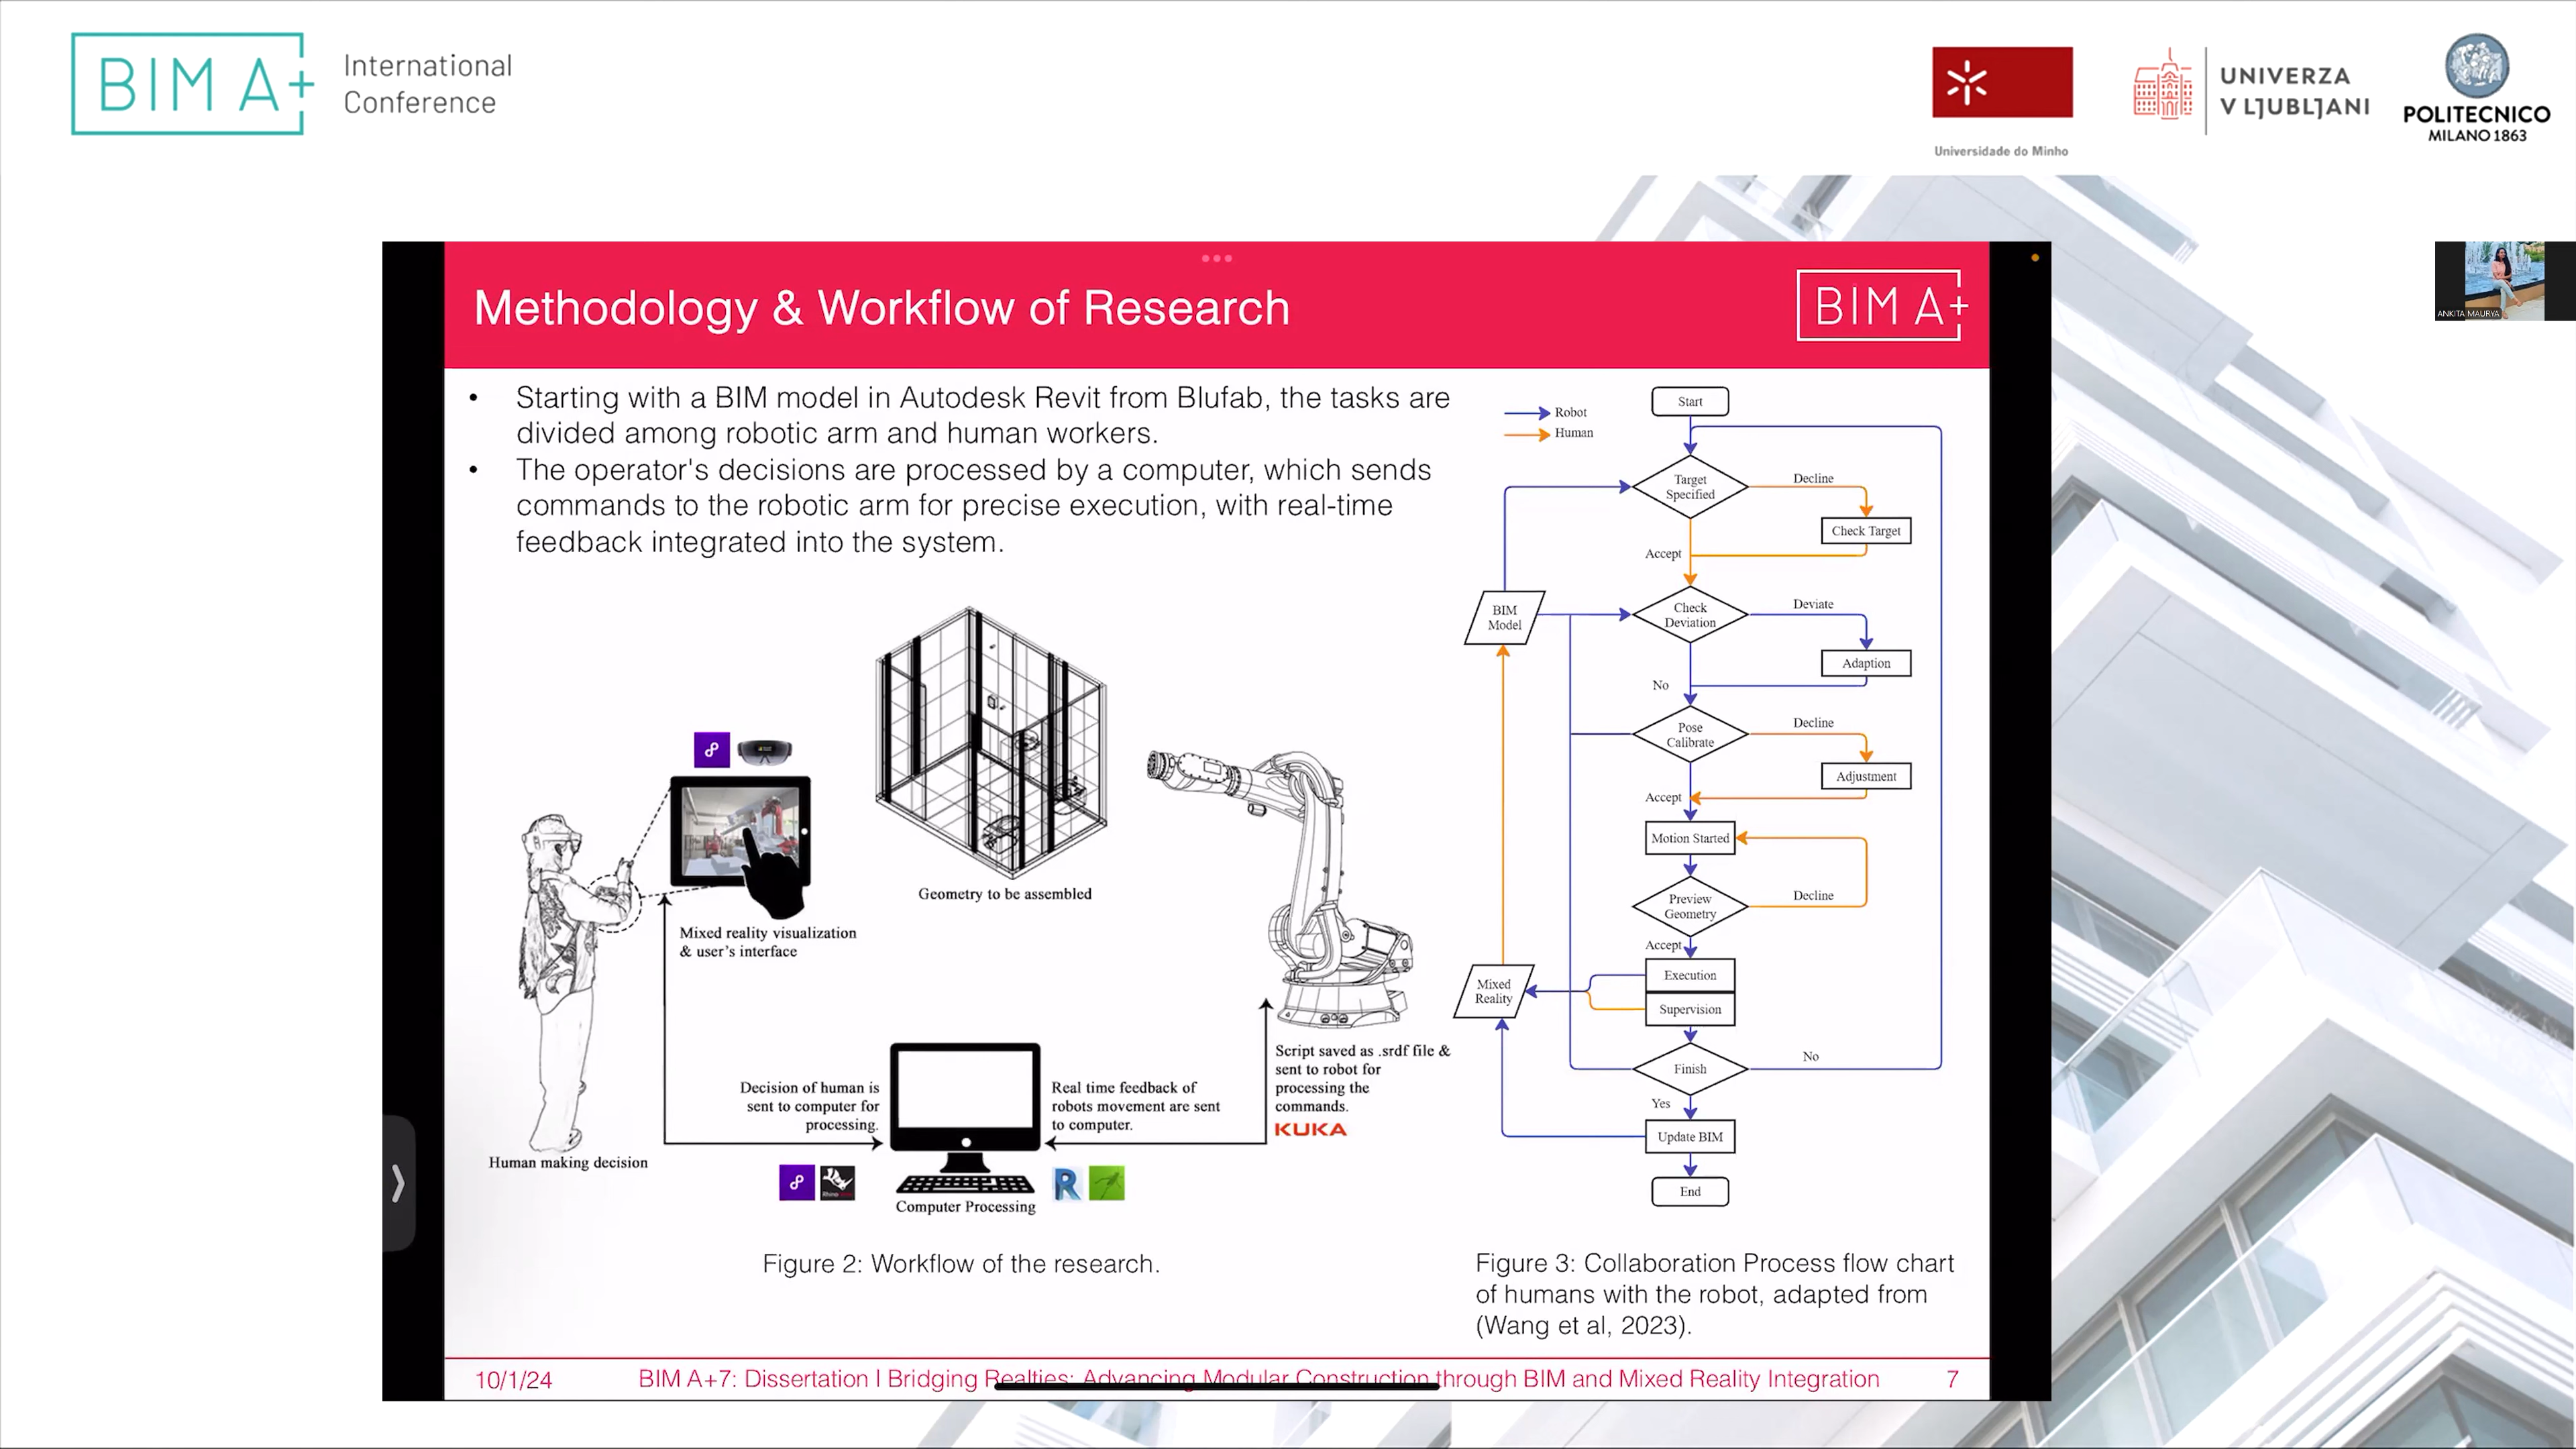 BIM A+
International
Conference
Universidade do Minho
UNIVERZA
V LJUBLJANI
POLITECNICO
MILANO 1863
ANKITA MAURYA
Methodology & Workflow of Research
BIM A+
• Starting with a BIM model in Autodesk Revit from Blufab, the tasks are
divided among robotic arm and human workers.
• The operator's decisions are processed by a computer, which sends
commands to the robotic arm for precise execution, with real-time
feedback integrated into the system.
Geometry to be assembled
Mixed reality visualization
& user's interface
Human making decision
Decision of human is
sent to computer for
processing.
Real time feedback of
robots movement are sent
to computer.
Script saved as .srdf file &
sent to robot for
processing the
commands.
KUKA
R
Computer Processing
Figure 2: Workflow of the research.
Robot
Human
Start
Target
Specified
Decline
Check Target
Accept
BIM
Model
Check
Deviation
Deviate
Adaption
No
Pose
Calibrate
Decline
Adjustment
Accept
Motion Started
Preview
Geometry
Decline
Accept
Execution
Mixed
Reality
Supervision
Finish
No
Yes
Update BIM
End
Figure 3: Collaboration Process flow chart
of humans with the robot, adapted from
(Wang et al, 2023).
10/1/24
BIM A+7: Dissertation | Bridging Realties: Advancing Modular Construction through BIM and Mixed Reality Integration
7